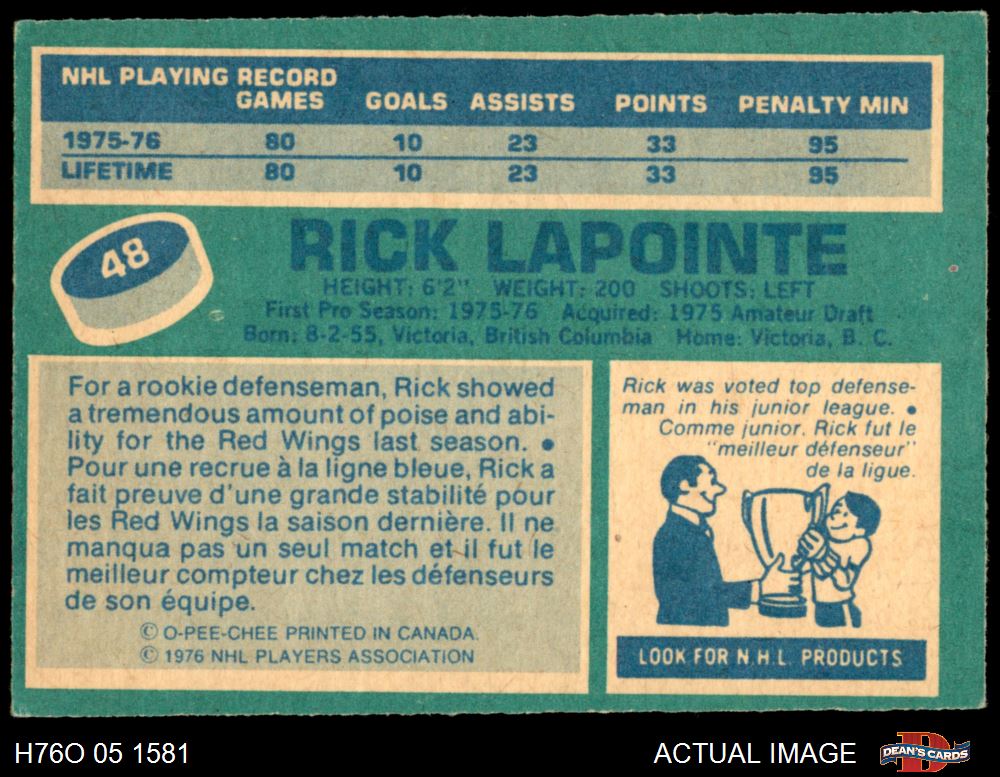 NHL PLAYING RECORD
GAMES GOALS ASSISTS POINTS PENALTY MIN
1975-76 80 10 23 33 95
LIFETIME 80 10 23 33 95
48
RICK LAPOINTE
HEIGHT: 6'2" WEIGHT: 200 SHOOTS: LEFT
First Pro Season: 1975-76 Acquired: 1975 Amateur Draft
Born: 8-2-55, Victoria, British Columbia Home: Victoria, B. C.
For a rookie defenseman, Rick showed
a tremendous amount of poise and abi-
lity for the Red Wings last season. •
Pour une recrue à la ligne bleue, Rick a
fait preuve d'une grande stabilité pour
les Red Wings la saison dernière. Il ne
manqua pas un seul match et il fut le
meilleur compteur chez les défenseurs
de son équipe.
© O-PEE-CHEE PRINTED IN CANADA.
© 1976 NHL PLAYERS ASSOCIATION
Rick was voted top defense-
man in his junior league. •
Comme junior, Rick fut le
"meilleur défenseur"
de la ligue.
LOOK FOR N.H.L. PRODUCTS
H76O 05 1581
ACTUAL IMAGE
D
DEAN'S CARDS